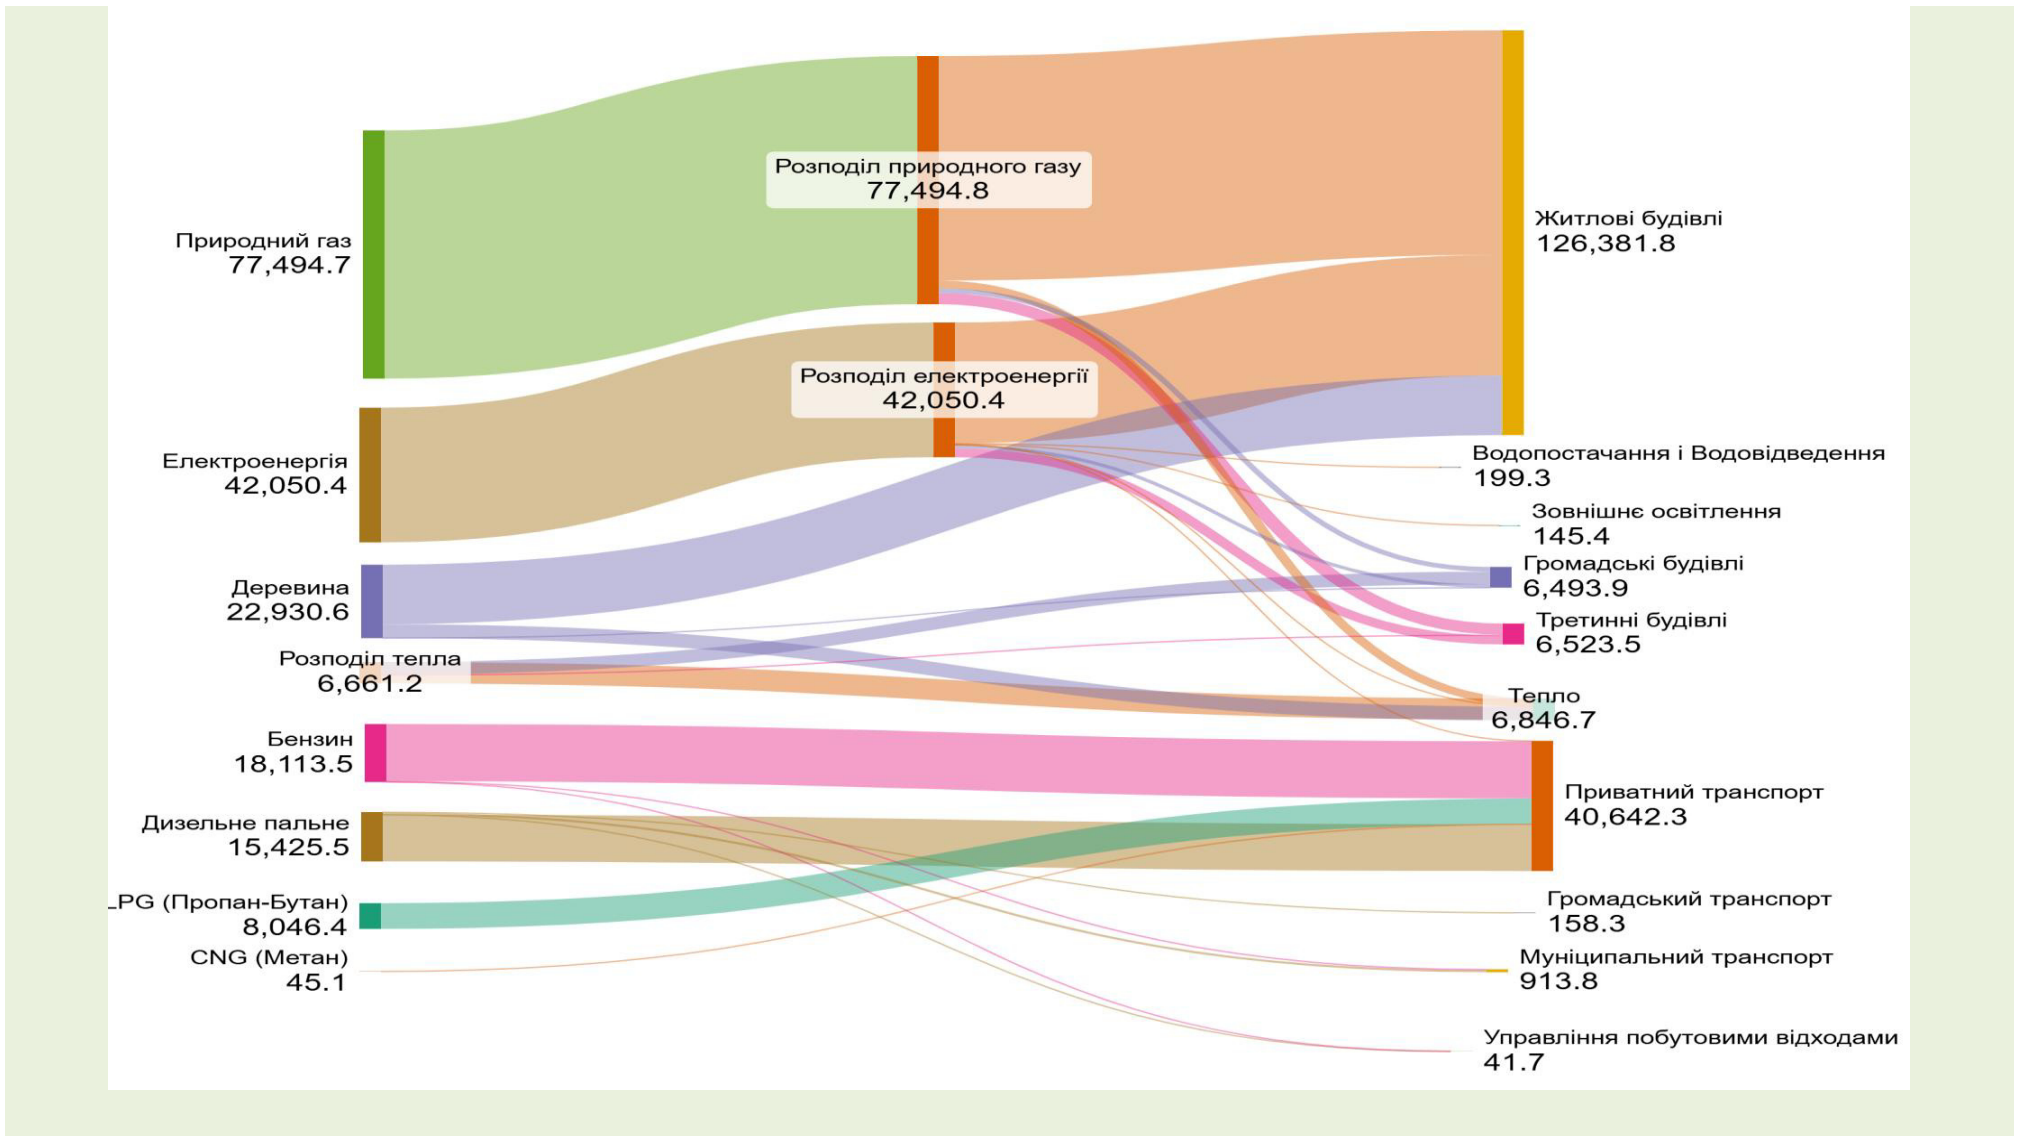 Природний газ
77,494.7
Електроенергія
42,050.4
Деревина
22,930.6
Розподіл тепла
6,661.2
Бензин
18,113.5
Дизельне пальне
15,425.5
LPG (Пропан-Бутан)
8,046.4
CNG (Метан)
45.1
Розподіл природного газу
77,494.8
Розподіл електроенергії
42,050.4
Житлові будівлі
126,381.8
Водопостачання і Водовідведення
199.3
Зовнішнє освітлення
145.4
Громадські будівлі
6,493.9
Третинні будівлі
6,523.5
Тепло
6,846.7
Приватний транспорт
40,642.3
Громадський транспорт
158.3
Муніципальний транспорт
913.8
Управління побутовими відходами
41.7